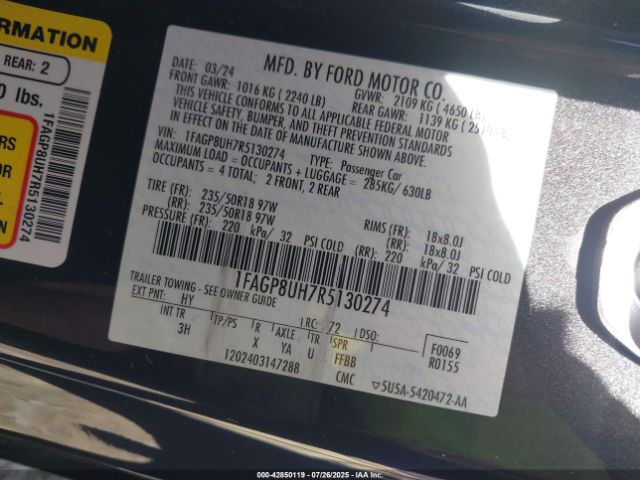 FORMATION
REAR: 2
0 lbs.
ERS
OR
1FAGP8UH7R5130274
MFD. BY FORD MOTOR CO.
DATE: 03/24
GVWR: 2109 KG (4650 LB)
FRONT GAWR: 1016 KG (2240 LB)
REAR GAWR: 1139 KG
THIS VEHICLE CONFORMS TO ALL APPLICABLE FEDERAL MOTOR
VEHICLE SAFETY, BUMPER, AND THEFT PREVENTION STANDARDS
IN EFFECT ON THE DATE OF MANUFACTURE SHOWN ABOVE.
VIN: 1FAGP8UH7R5130274
TYPE: Passenger Car
MAXIMUM LOAD = OCCUPANTS + LUGGAGE = 285KG/ 630LB
OCCUPANTS = 4 TOTAL; 2 FRONT, 2 REAR
TIRE (FR): 235/50R18 97W RIMS (FR): 18x8.0J
(RR): 235/50R18 97W (RR): 18x8.0J
PRESSURE (FR): 220 kPa/ 32 PSI COLD (RR): 220 kPa/ 32 PSI COLD
1FAGP8UH7R5130274
TRAILER TOWING - SEE OWNER GUIDE
EXT PNT: HY RC: 72 DSO:
INT TR TP/PS R AXLE TR SPR F0069
3H X YA U FFBB R0155
1202403147288 CMC 5U5A-5420472-AA
000-42850119 | 07/26/2025 | IAAI.COM